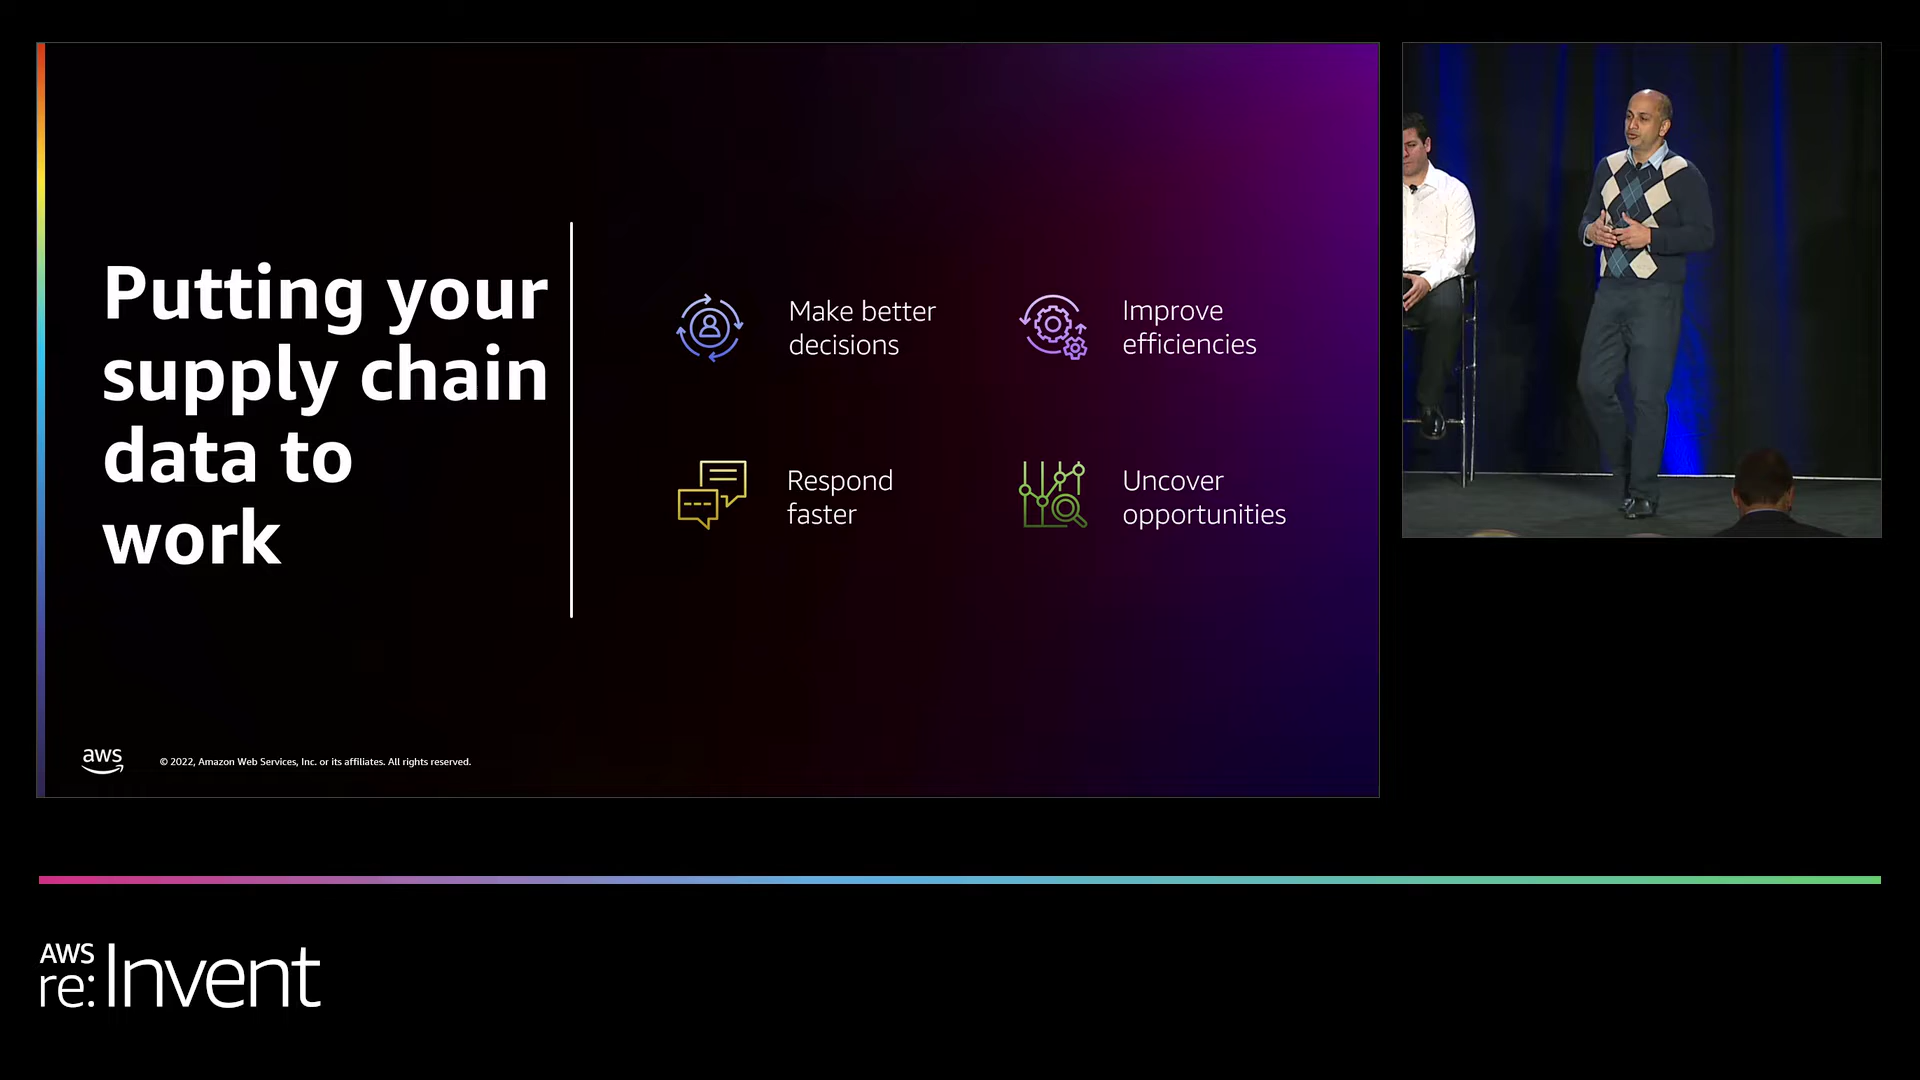 Putting your
supply chain
data to
work
Make better
decisions
Improve
efficiencies
Respond
faster
Uncover
opportunities
aws
© 2022, Amazon Web Services, Inc. or its affiliates. All rights reserved.
AWS
re:Invent